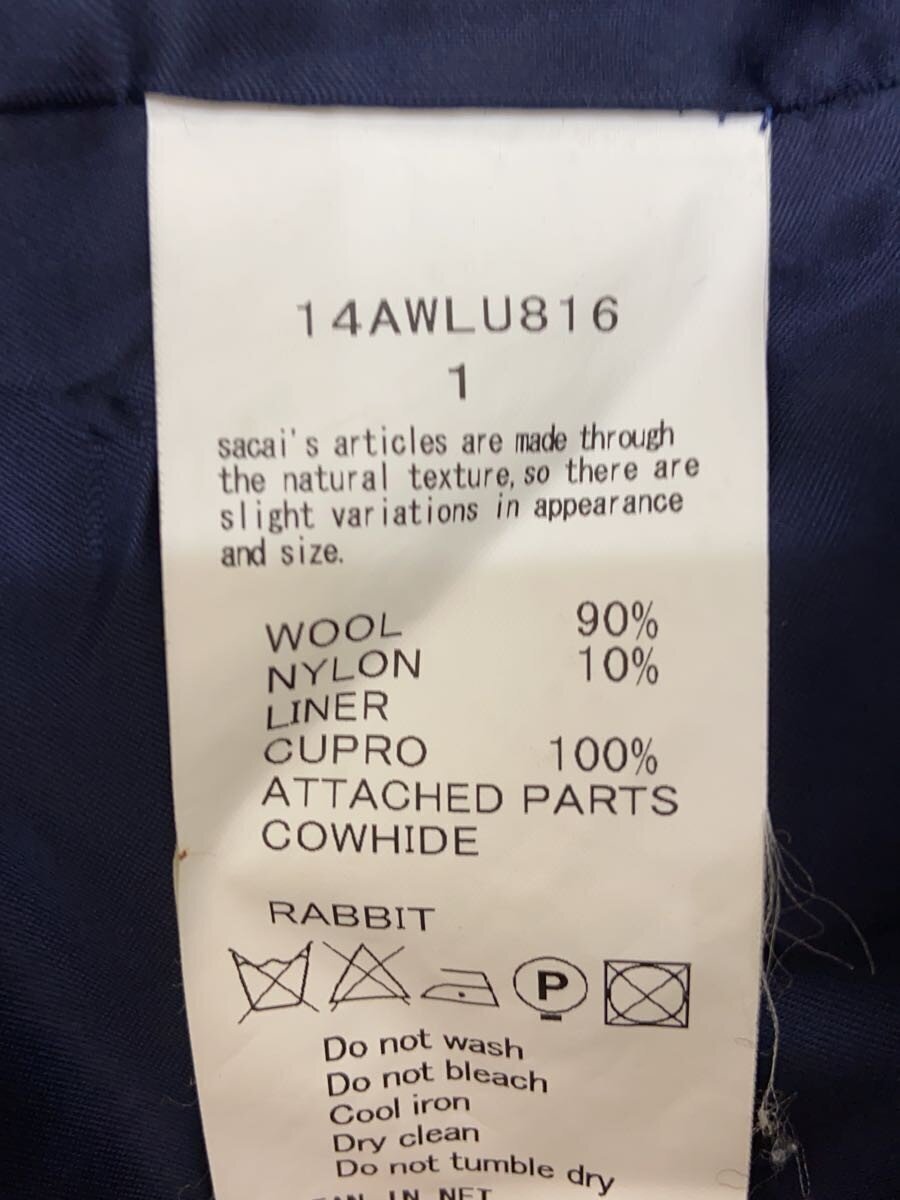 14AWLU816
1
sacai's articles are made through
the natural texture, so there are
slight variations in appearance
and size.
WOOL 90%
NYLON 10%
LINER
CUPRO 100%
ATTACHED PARTS
COWHIDE
RABBIT
P
Do not wash
Do not bleach
Cool iron
Dry clean
Do not tumble dry
IN NET